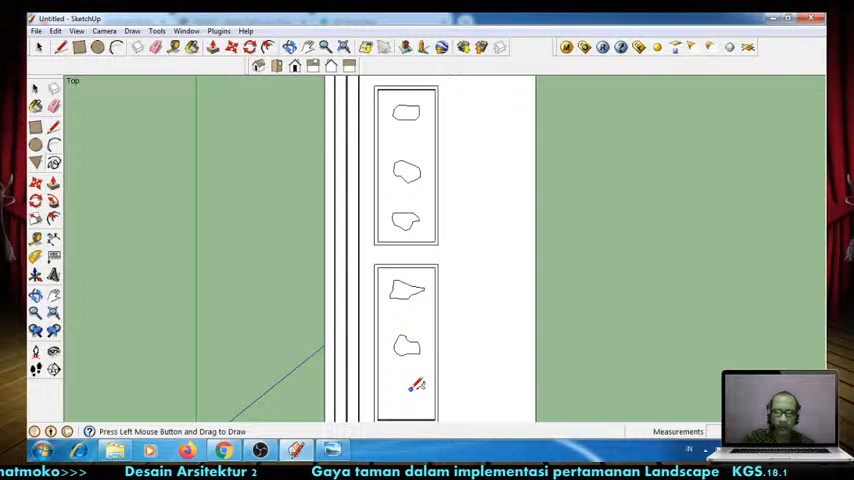 Untitled - SketchUp
File Edit View Camera Draw Tools Window Plugins Help
Top
Press Left Mouse Button and Drag to Draw
Measurements
IN
hatmoko>>> Desain Arsitektur 2 Gaya taman dalam implementasi pertamanan Landscape KGS.18.1